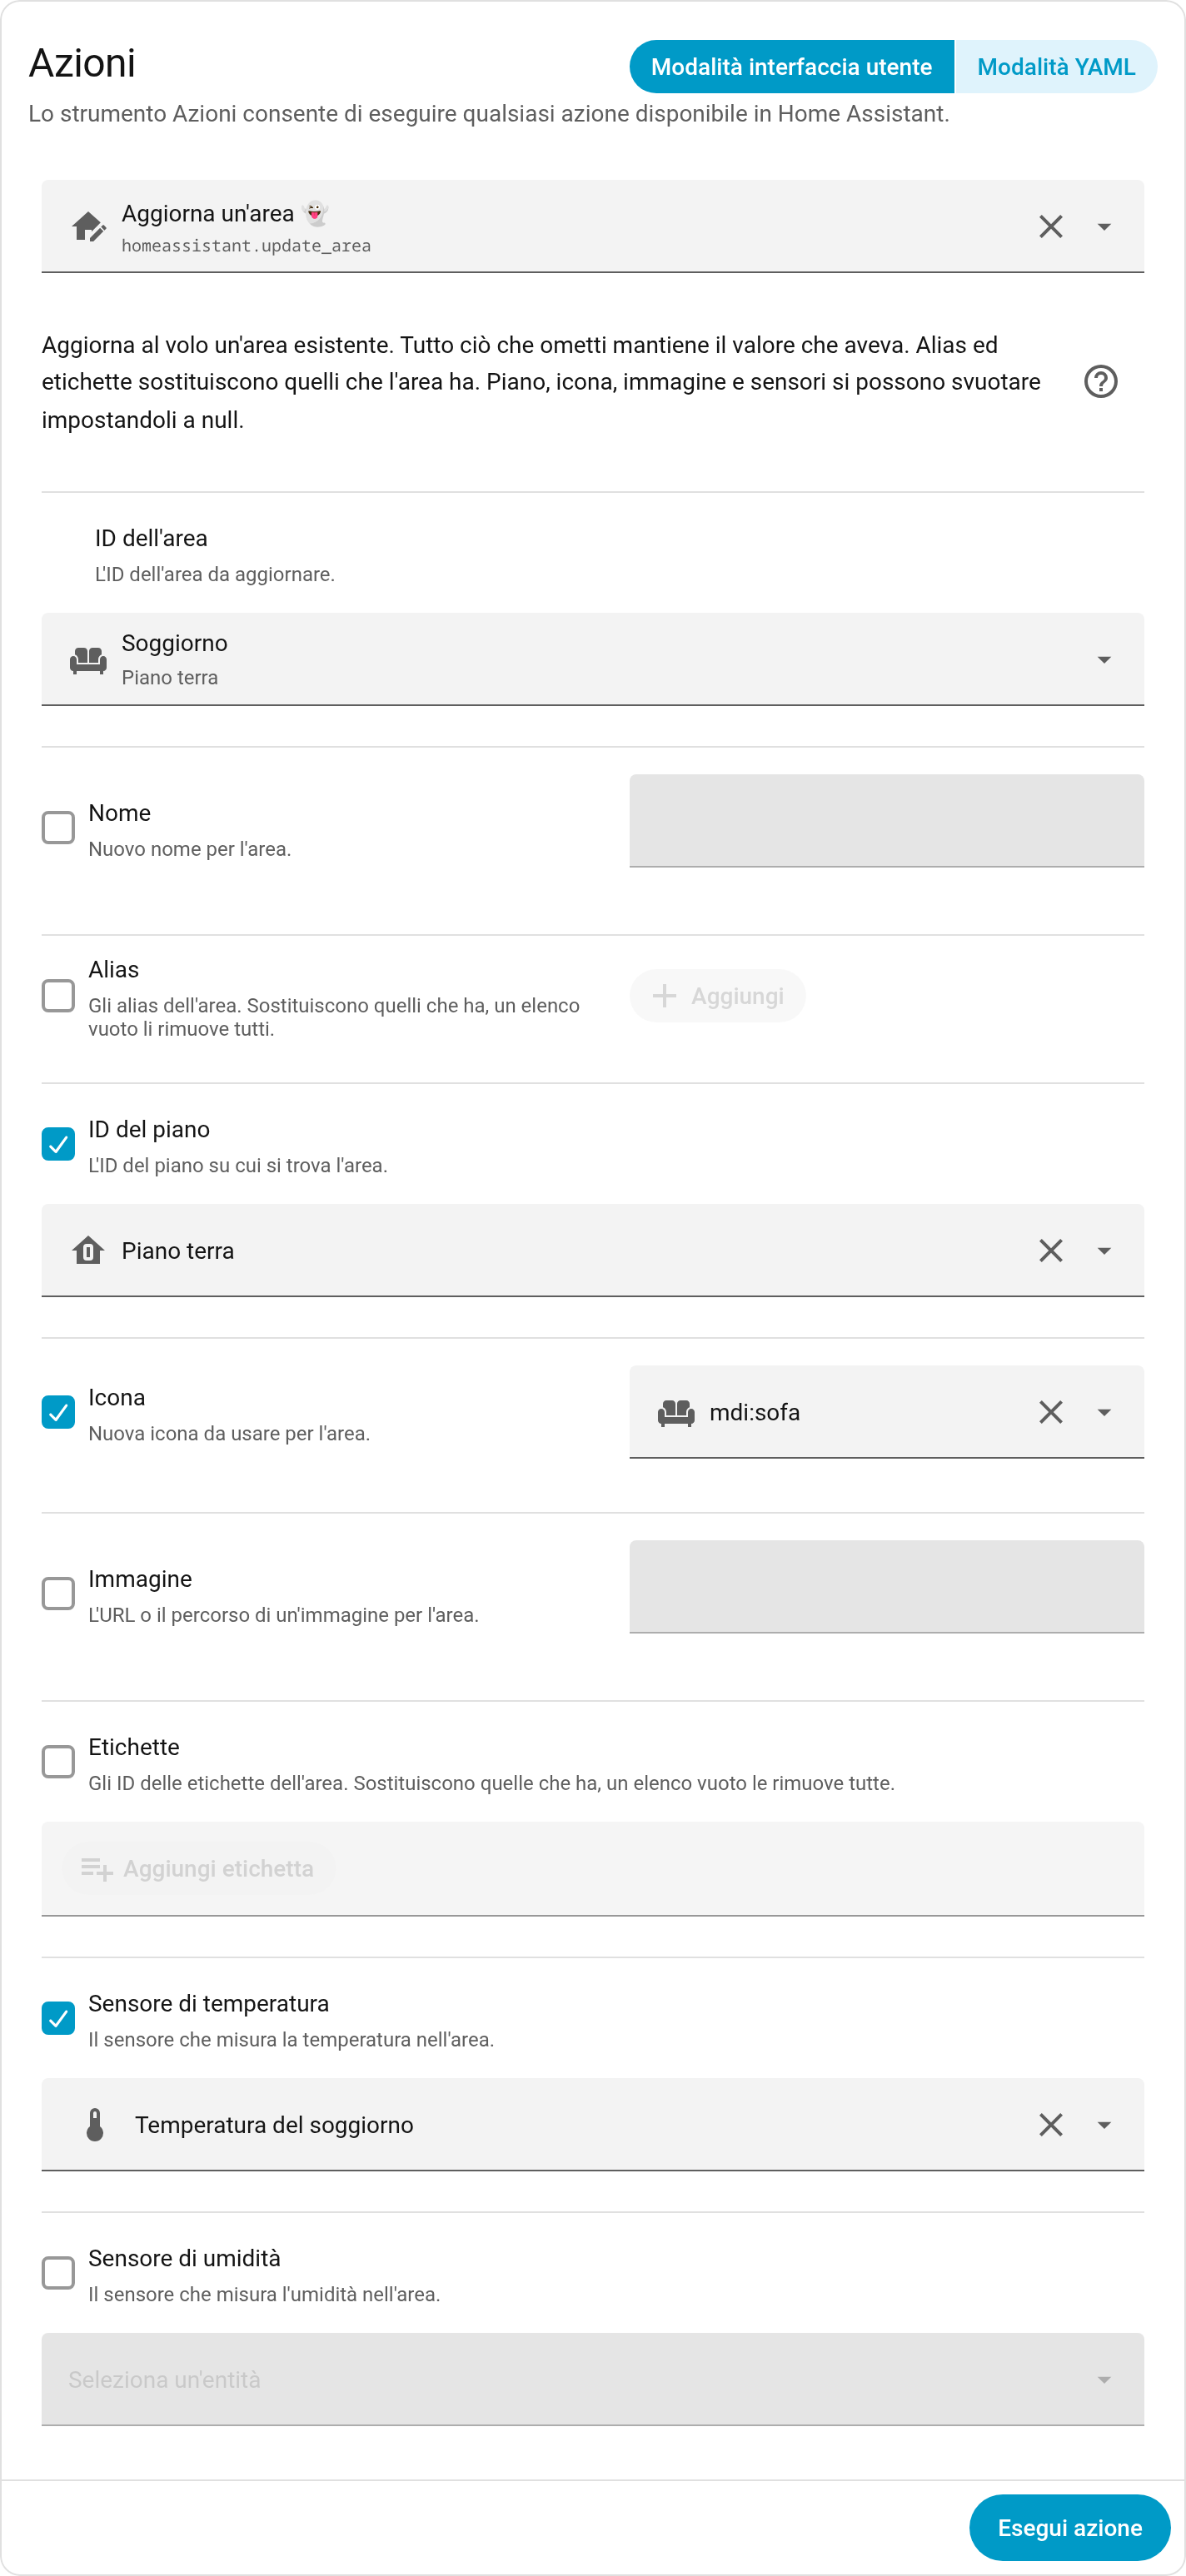 Azioni
Modalità interfaccia utente
Modalità YAML
Lo strumento Azioni consente di eseguire qualsiasi azione disponibile in Home Assistant.
Aggiorna un'area 👻
homeassistant.update_area
Aggiorna al volo un'area esistente. Tutto ciò che ometti mantiene il valore che aveva. Alias ed
etichette sostituiscono quelli che l'area ha. Piano, icona, immagine e sensori si possono svuotare
impostandoli a null.
ID dell'area
L'ID dell'area da aggiornare.
Soggiorno
Piano terra
Nome
Nuovo nome per l'area.
Alias
Gli alias dell'area. Sostituiscono quelli che ha, un elenco
vuoto li rimuove tutti.
Aggiungi
ID del piano
L'ID del piano su cui si trova l'area.
Piano terra
Icona
Nuova icona da usare per l'area.
mdi:sofa
Immagine
L'URL o il percorso di un'immagine per l'area.
Etichette
Gli ID delle etichette dell'area. Sostituiscono quelle che ha, un elenco vuoto le rimuove tutte.
Aggiungi etichetta
Sensore di temperatura
Il sensore che misura la temperatura nell'area.
Temperatura del soggiorno
Sensore di umidità
Il sensore che misura l'umidità nell'area.
Seleziona un'entità
Esegui azione